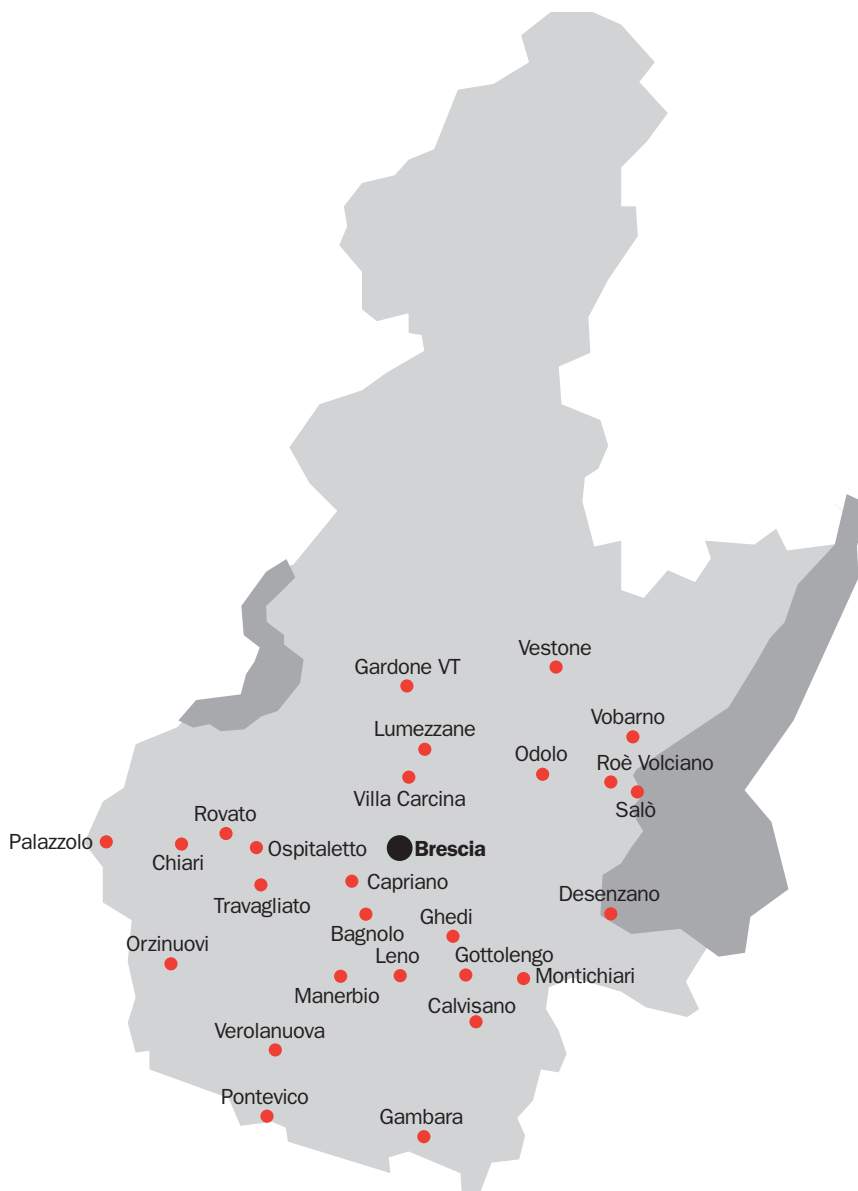 Vestone
Gardone VT
Vobarno
Lumezzane
Odolo
Roè Volciano
Villa Carcina
Salò
Rovato
Palazzolo
Chiari
Ospitaletto
Brescia
Capriano
Travagliato
Desenzano
Ghedi
Bagnolo
Orzinuovi
Leno
Gottolengo
Manerbio
Montichiari
Calvisano
Verolanuova
Pontevico
Gambara